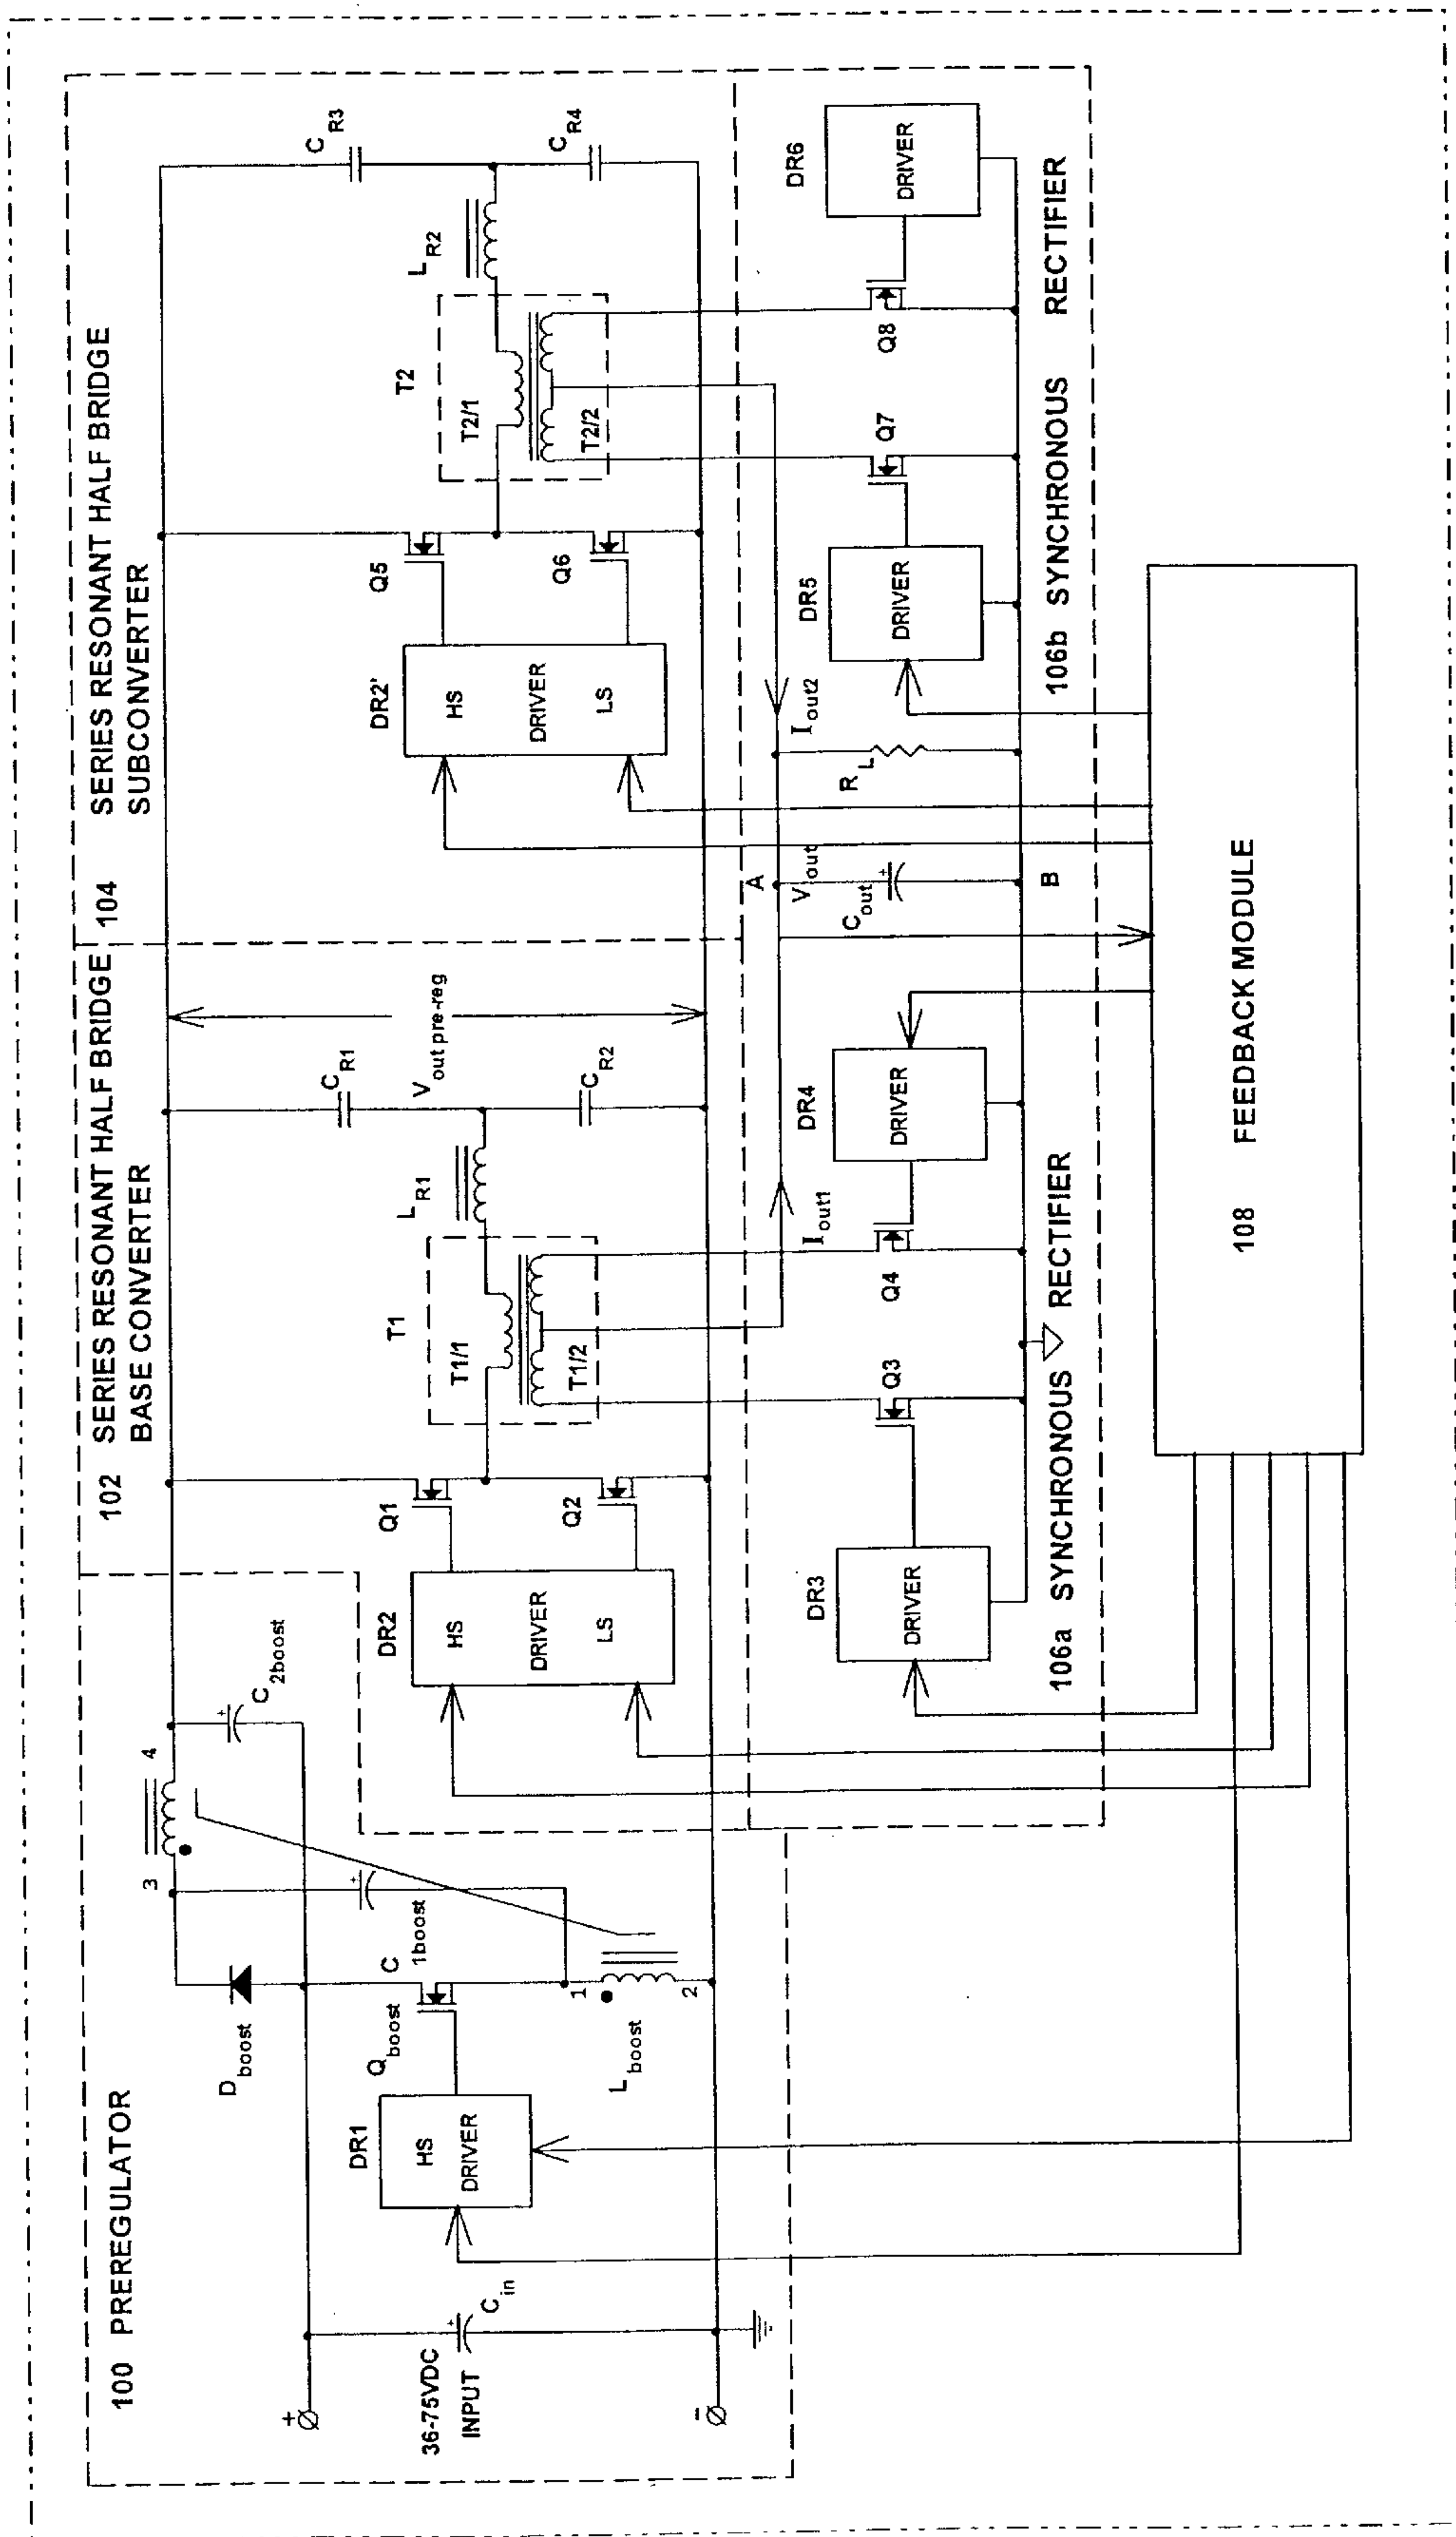 100 PREREGULATOR
102 SERIES RESONANT HALF BRIDGE
BASE CONVERTER
104 SERIES RESONANT HALF BRIDGE
SUBCONVERTER
+
Ø
36-75VDC
INPUT
C in
-
Ø
D boost
DR1
HS
DRIVER
Q boost
C 1boost
L boost
1
2
3
4
C 2boost
DR2
HS
DRIVER
LS
Q1
Q2
T1
T1/1
T1/2
L R1
C R1
C R2
V out pre-reg
DR2'
HS
DRIVER
LS
Q5
Q6
T2
T2/1
T2/2
L R2
C R3
C R4
DR3
DRIVER
Q3
Q4
I out1
DR4
DRIVER
A
V out
C out
+
B
R L
I out2
DR5
DRIVER
Q7
Q8
DR6
DRIVER
106a SYNCHRONOUS RECTIFIER
106b SYNCHRONOUS RECTIFIER
108 FEEDBACK MODULE